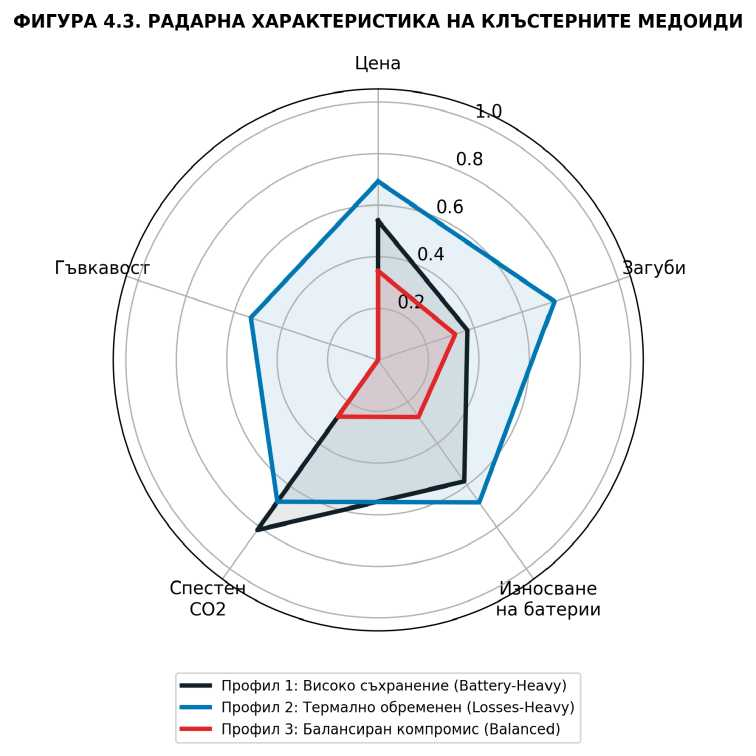 ФИГУРА 4.3. РАДАРНА ХАРАКТЕРИСТИКА НА КЛЪСТЕРНИТЕ МЕДОИДИ
Цена
1.0
0.8
0.6
0.4
0.2
Гъвкавост
Загуби
Спестен
CO2
Износване
на батерии
Профил 1: Високо съхранение (Battery-Heavy)
Профил 2: Термално обременен (Losses-Heavy)
Профил 3: Балансиран компромис (Balanced)